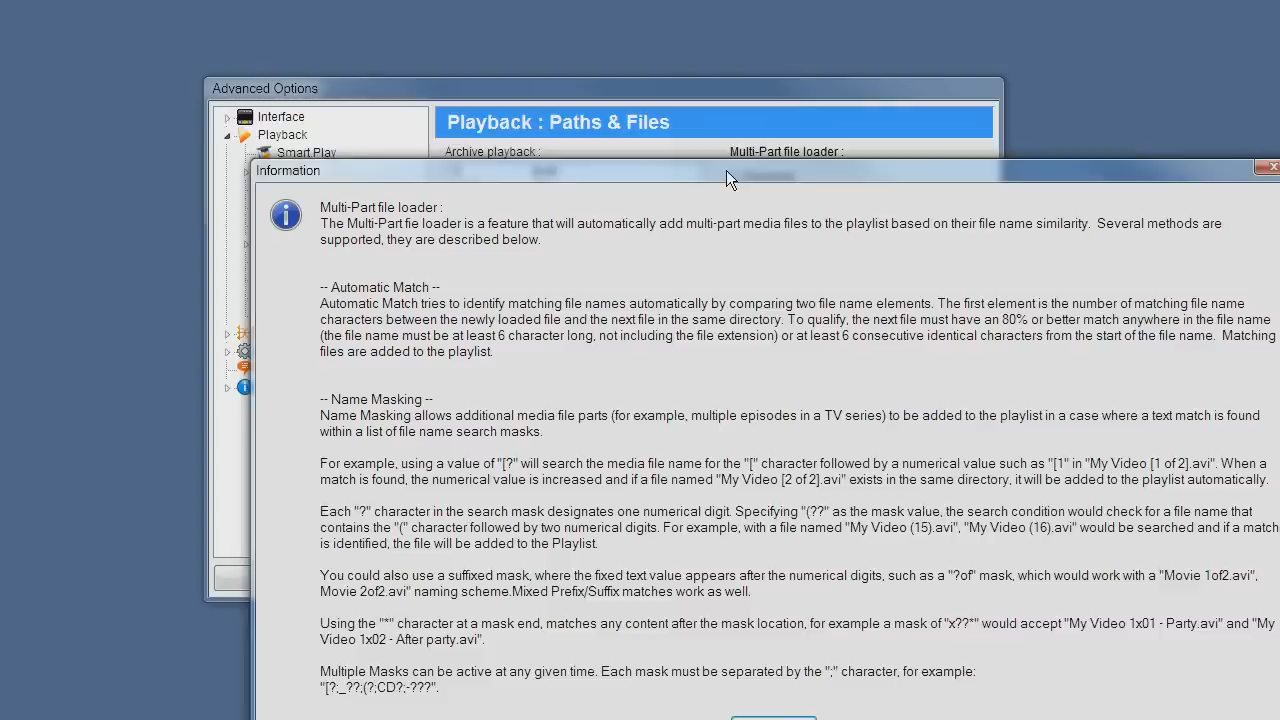 Advanced Options
Interface
Playback
Smart Play
Playback : Paths & Files
Archive playback :
Multi-Part file loader :
Information
Multi-Part file loader :
The Multi-Part fie loader is a feature that will automatically add multi-part media files to the playlist based on their file name similarity.  Several methods are
supported, they are described below.
-- Automatic Match --
Automatic Match tries to identify matching file names automatically by comparing two file name elements. The first element is the number of matching file name
characters between the newly loaded file and the next file in the same directory. To qualify, the next file must have an 80% or better match anywhere in the file name
(the file name must be at least 6 character long, not including the file extension) or at least 6 consecutive identical characters from the start of the file name.  Matching
files are added to the playlist.
-- Name Masking --
Name Masking allows additional media file parts (for example, multiple episodes in a TV series) to be added to the playlist in a case where a text match is found
within a list of file name search masks.
For example, using a value of "[?" will search the media file name for the "[" character followed by a numerical value such as "[1" in "My Video [1 of 2].avi". When a
match is found, the numerical value is increased and if a file named "My Video [2 of 2].avi" exists in the same directory, it will be added to the playlist automatically.
Each "?" character in the search mask designates one numerical digit. Specifying "(??" as the mask value, the search condition would check for a file name that
contains the "(" character followed by two numerical digits. For example, with a file named "My Video (15).avi", "My Video (16).avi" would be searched and if a match
is identified, the file will be added to the Playlist.
You could also use a suffixed mask, where the fixed text value appears after the numerical digits, such as a "?of" mask, which would work with a "Movie 1of2.avi",
Movie 2of2.avi" naming scheme.Mixed Prefix/Suffix matches work as well.
Using the "*" character at a mask end, matches any content after the mask location, for example a mask of "x??*" would accept "My Video 1x01 - Party.avi" and "My
Video 1x02 - After party.avi".
Multiple Masks can be active at any given time. Each mask must be separated by the ";" character, for example:
"[?;_??;(?;CD?;-???".